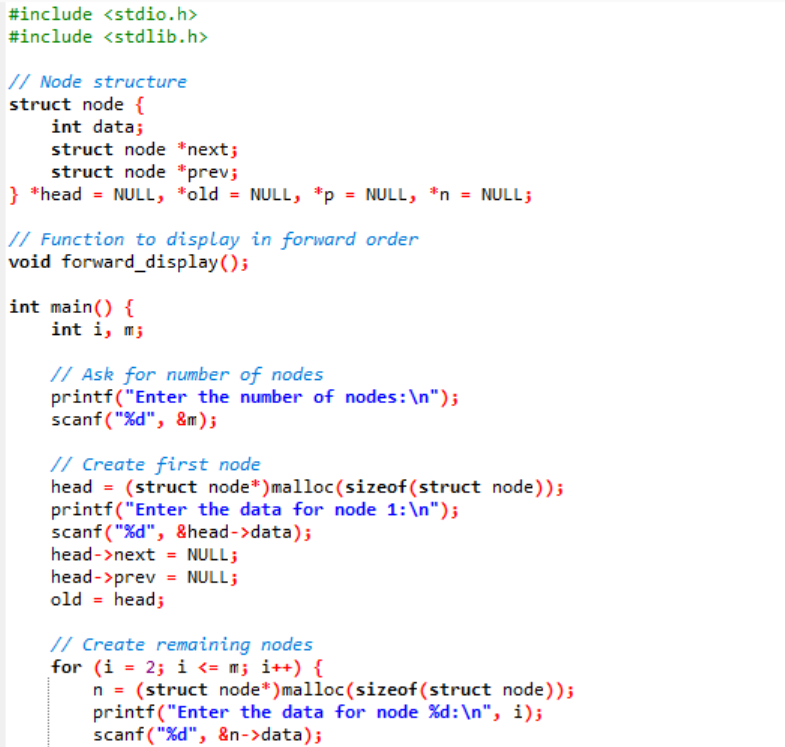 #include <stdio.h>
#include <stdlib.h>
// Node structure
struct node {
    int data;
    struct node *next;
    struct node *prev;
} *head = NULL, *old = NULL, *p = NULL, *n = NULL;
// Function to display in forward order
void forward_display();
int main() {
    int i, m;
    // Ask for number of nodes
    printf("Enter the number of nodes:\n");
    scanf("%d", &m);
    // Create first node
    head = (struct node*)malloc(sizeof(struct node));
    printf("Enter the data for node 1:\n");
    scanf("%d", &head->data);
    head->next = NULL;
    head->prev = NULL;
    old = head;
    // Create remaining nodes
    for (i = 2; i <= m; i++) {
        n = (struct node*)malloc(sizeof(struct node));
        printf("Enter the data for node %d:\n", i);
        scanf("%d", &n->data);